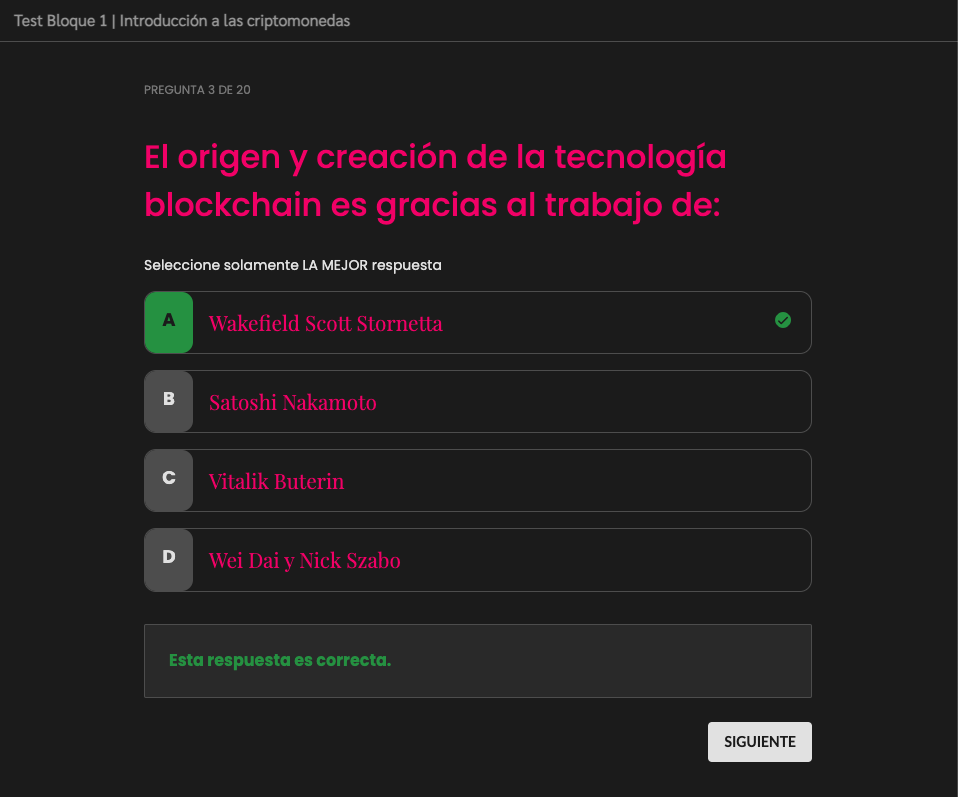 Test Bloque 1 | Introducción a las criptomonedas
PREGUNTA 3 DE 20
El origen y creación de la tecnología
blockchain es gracias al trabajo de:
Seleccione solamente LA MEJOR respuesta
A Wakefield Scott Stornetta
B Satoshi Nakamoto
C Vitalik Buterin
D Wei Dai y Nick Szabo
Esta respuesta es correcta.
SIGUIENTE